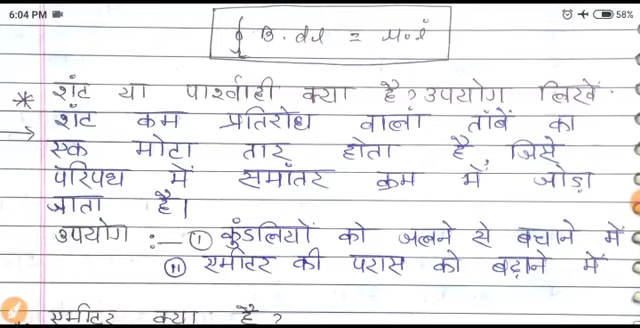 6:04 PM
58%
∮ B.dl = μ₀.i
* शंट या पार्श्वाही क्या है? उपयोग लिखें.
→ शंट कम प्रतिरोध वाला तांबें का
एक मोटा तार होता है, जिसे
परिपथ में समांतर क्रम में जोड़ा
जाता है।
उपयोग :— (i) कुंडलियों को जलने से बचाने में
(ii) एमीटर की परास को बढ़ाने में
एमीटर क्या है?